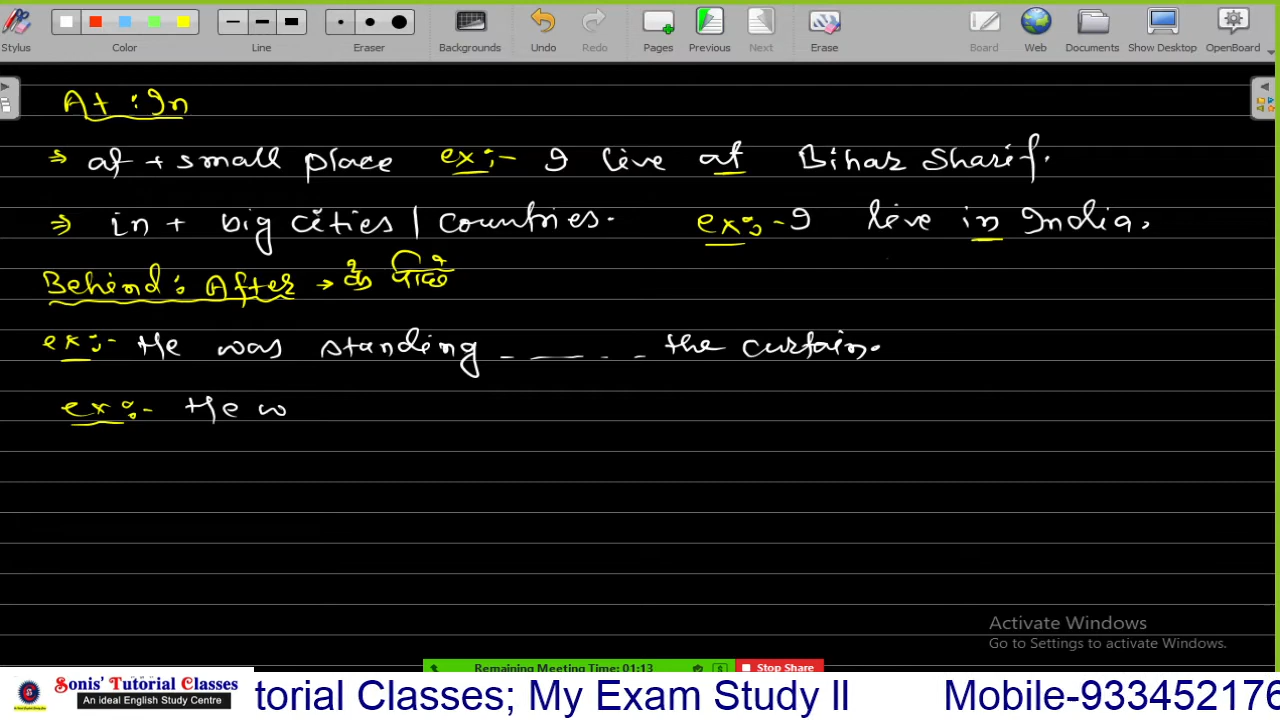 Stylus Color Line Eraser Backgrounds Undo Redo Pages Previous Next Erase Board Web Documents Show Desktop OpenBoard
At : In
⇒ at + small place ex:- I live at Bihar Sharif.
⇒ in + big cities / countries. ex:- I live in India.
Behind : After → के पीछे
ex:- He was standing ------ the curtain.
ex:- He w
Activate Windows
Go to Settings to activate Windows.
Remaining Meeting Time: 01:13 Stop Share
Sonis' Tutorial Classes
An ideal English Study Centre
torial Classes; My Exam Study II Mobile-933452176